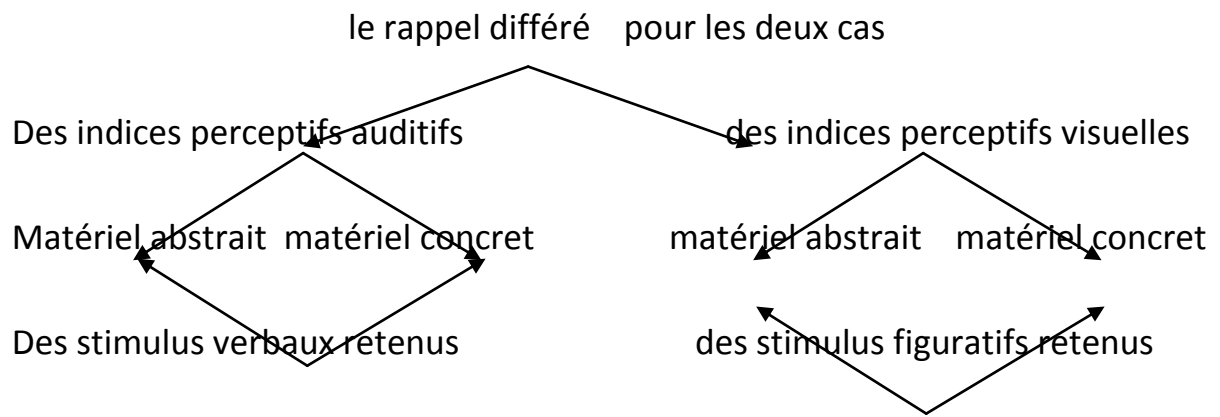 le rappel différé pour les deux cas
Des indices perceptifs auditifs des indices perceptifs visuelles
Matériel abstrait matériel concret matériel abstrait matériel concret
Des stimulus verbaux retenus des stimulus figuratifs retenus